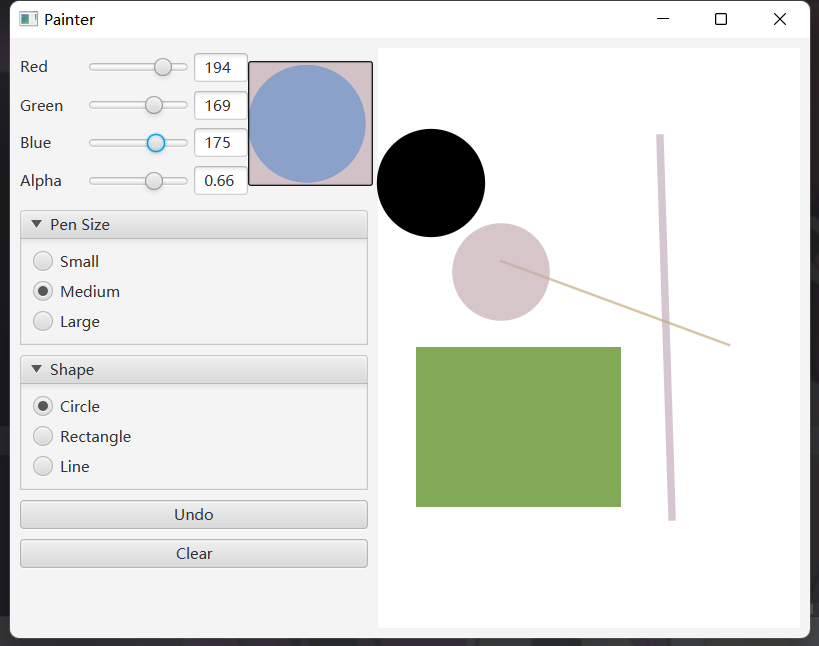 Painter
Red 194
Green 169
Blue 175
Alpha 0.66
Pen Size
Small
Medium
Large
Shape
Circle
Rectangle
Line
Undo
Clear